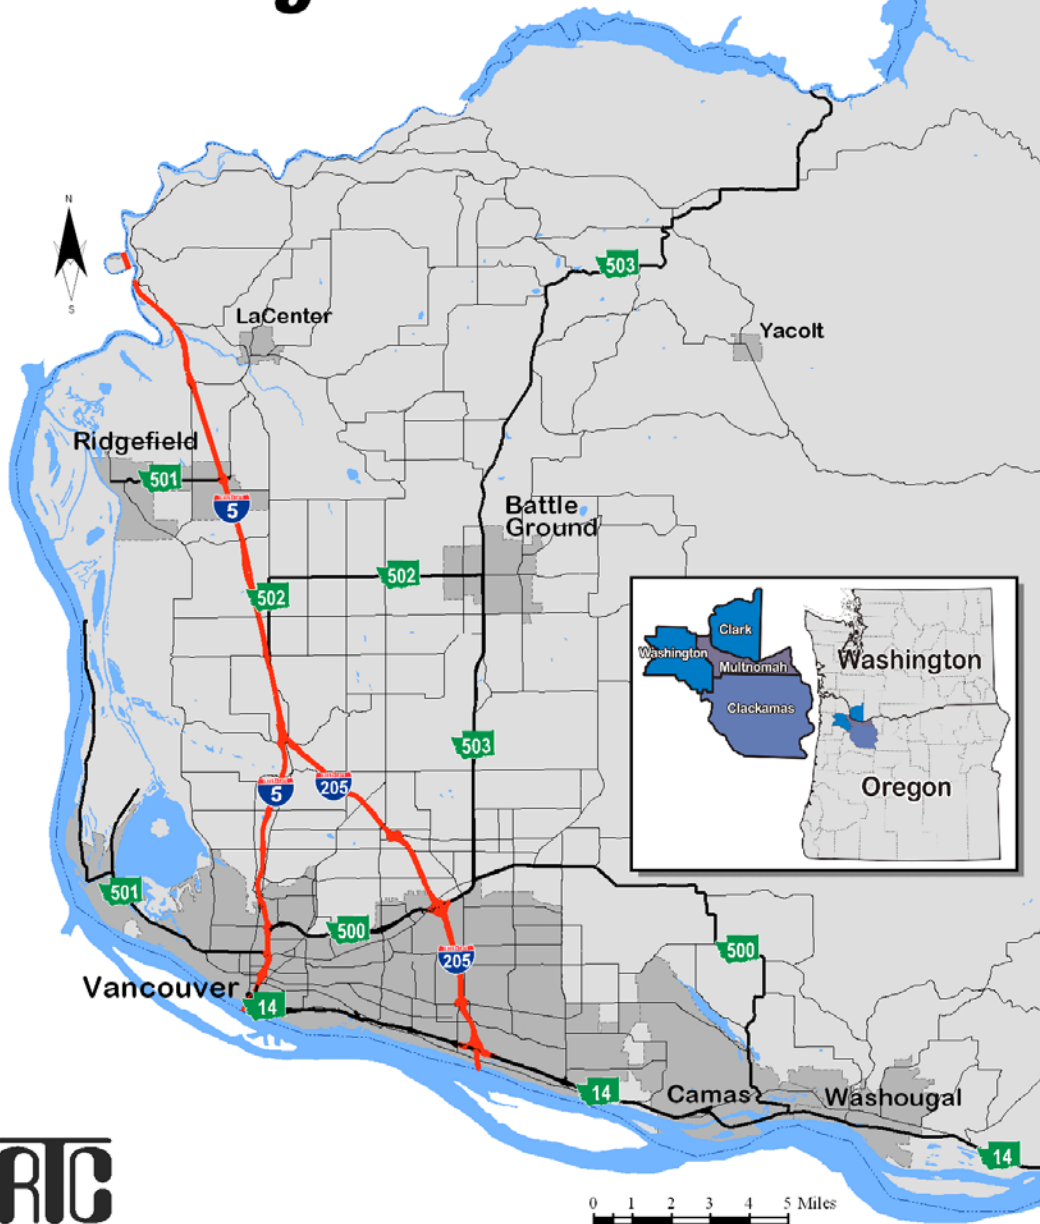 N
S
503
LaCenter
Yacolt
Ridgefield
501
5
Battle
Ground
502
502
Clark
Washington
Multnomah
Clackamas
Washington
Oregon
503
5
205
501
500
500
205
Vancouver
14
14
Camas
Washougal
14
RTC
0 1 2 3 4 5 Miles